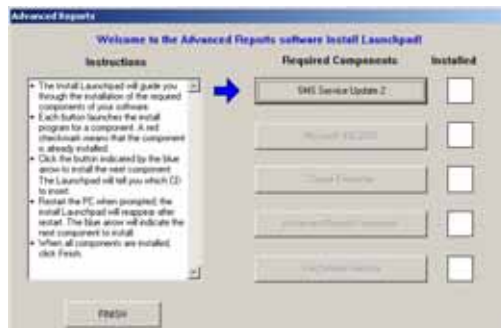 Advanced Reports
Welcome to the Advanced Reports software Install Launchpad!
Instructions
Required Components
Installed
• The Install Launchpad will guide you
through the installation of the required
components of your software.
• Each button launches the install
program for a component. A red
checkmark means that the component
is already installed.
• Click the button indicated by the blue
arrow to install the next component.
The Launchpad will tell you which CD
to insert.
• Restart the PC when prompted, the
install Launchpad will reappear after
restart. The blue arrow will indicate the
next component to install.
• When all components are installed,
click Finish.
Service Update 2
Microsoft
FINISH